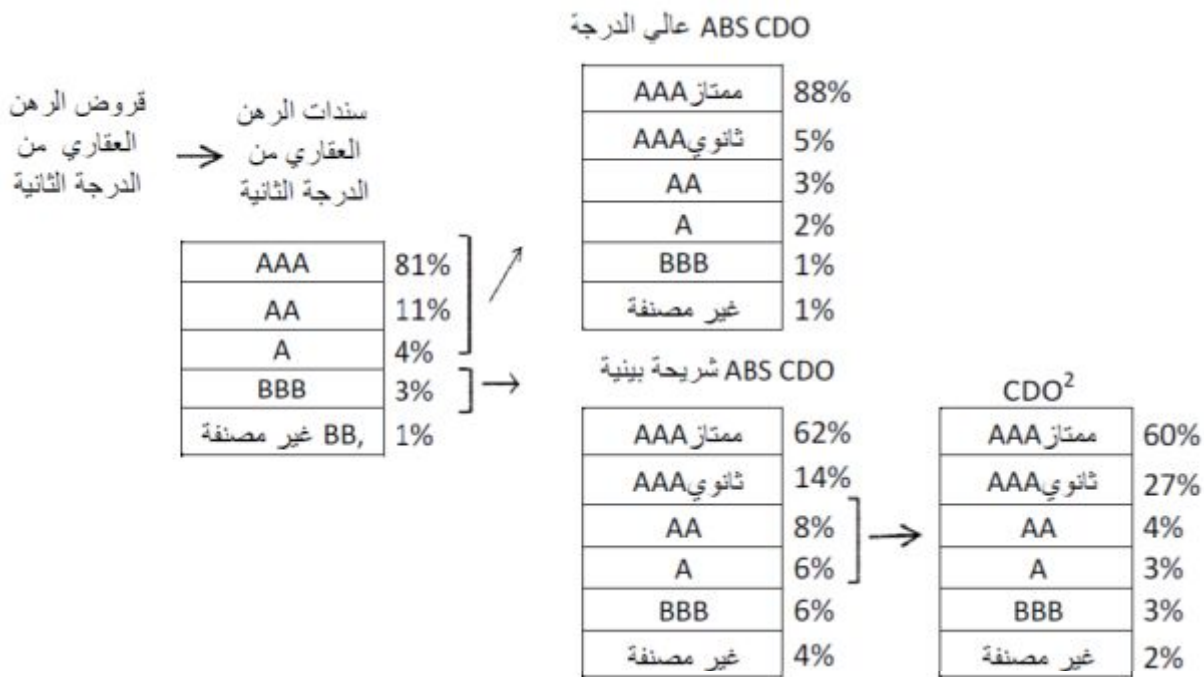 ABS CDO عالي الدرجة
ممتاز AAA 88%
ثانوي AAA 5%
AA 3%
A 2%
BBB 1%
غير مصنفة 1%
قروض الرهن
العقاري من
الدرجة الثانية
سندات الرهن
العقاري من
الدرجة الثانية
AAA 81%
AA 11%
A 4%
BBB 3%
BB, غير مصنفة 1%
ABS CDO شريحة بينية
ممتاز AAA 62%
ثانوي AAA 14%
AA 8%
A 6%
BBB 6%
غير مصنفة 4%
CDO²
ممتاز AAA 60%
ثانوي AAA 27%
AA 4%
A 3%
BBB 3%
غير مصنفة 2%